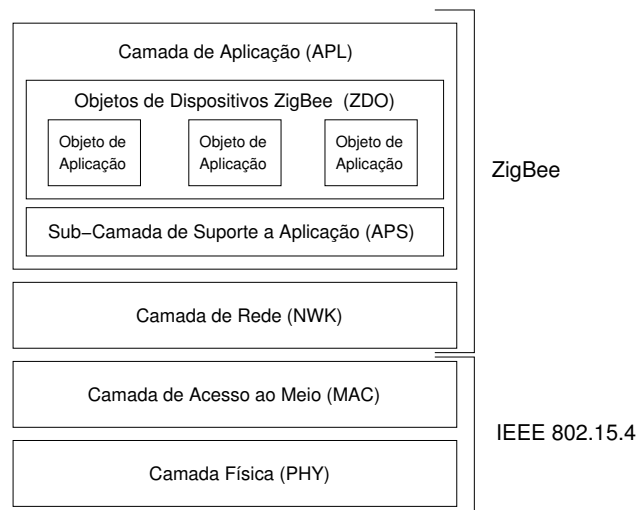 Camada de Aplicação (APL)
Objetos de Dispositivos ZigBee (ZDO)
Objeto de
Aplicação
Objeto de
Aplicação
Objeto de
Aplicação
Sub−Camada de Suporte a Aplicação (APS)
Camada de Rede (NWK)
ZigBee
Camada de Acesso ao Meio (MAC)
Camada Física (PHY)
IEEE 802.15.4